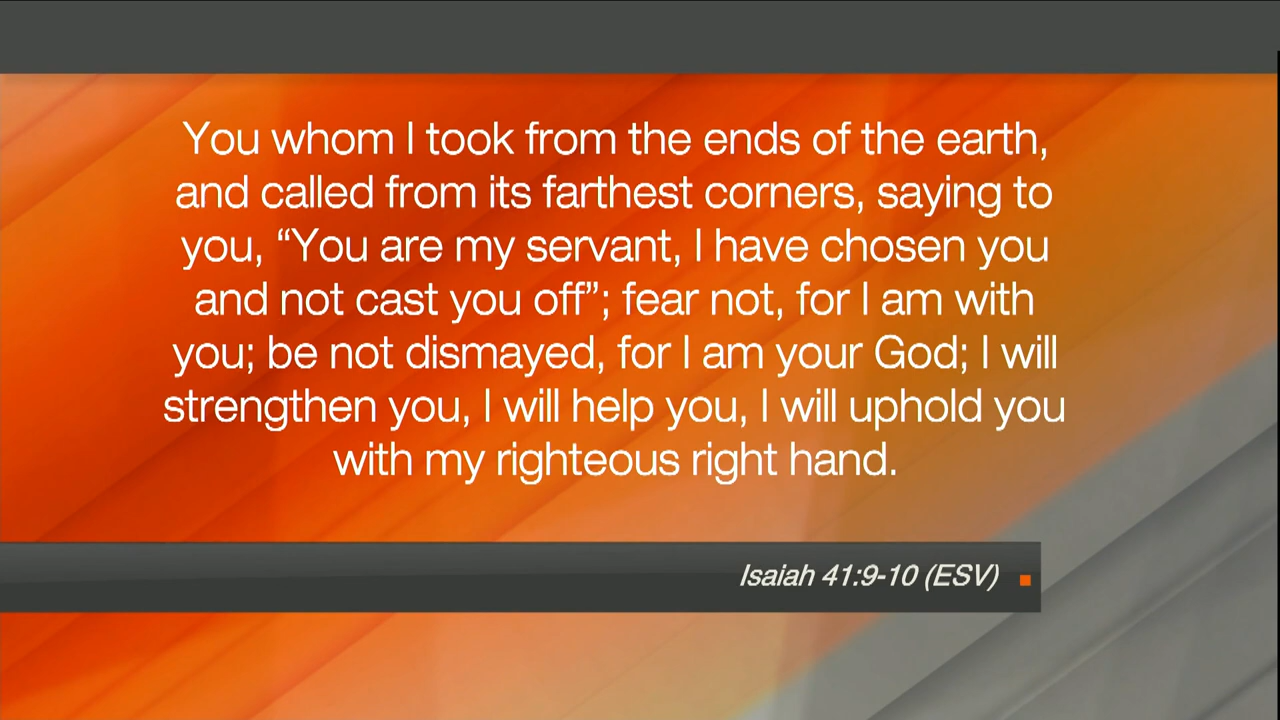 You whom I took from the ends of the earth,
and called from its farthest corners, saying to
you, “You are my servant, I have chosen you
and not cast you off”; fear not, for I am with
you; be not dismayed, for I am your God; I will
strengthen you, I will help you, I will uphold you
with my righteous right hand.
Isaiah 41:9-10 (ESV)